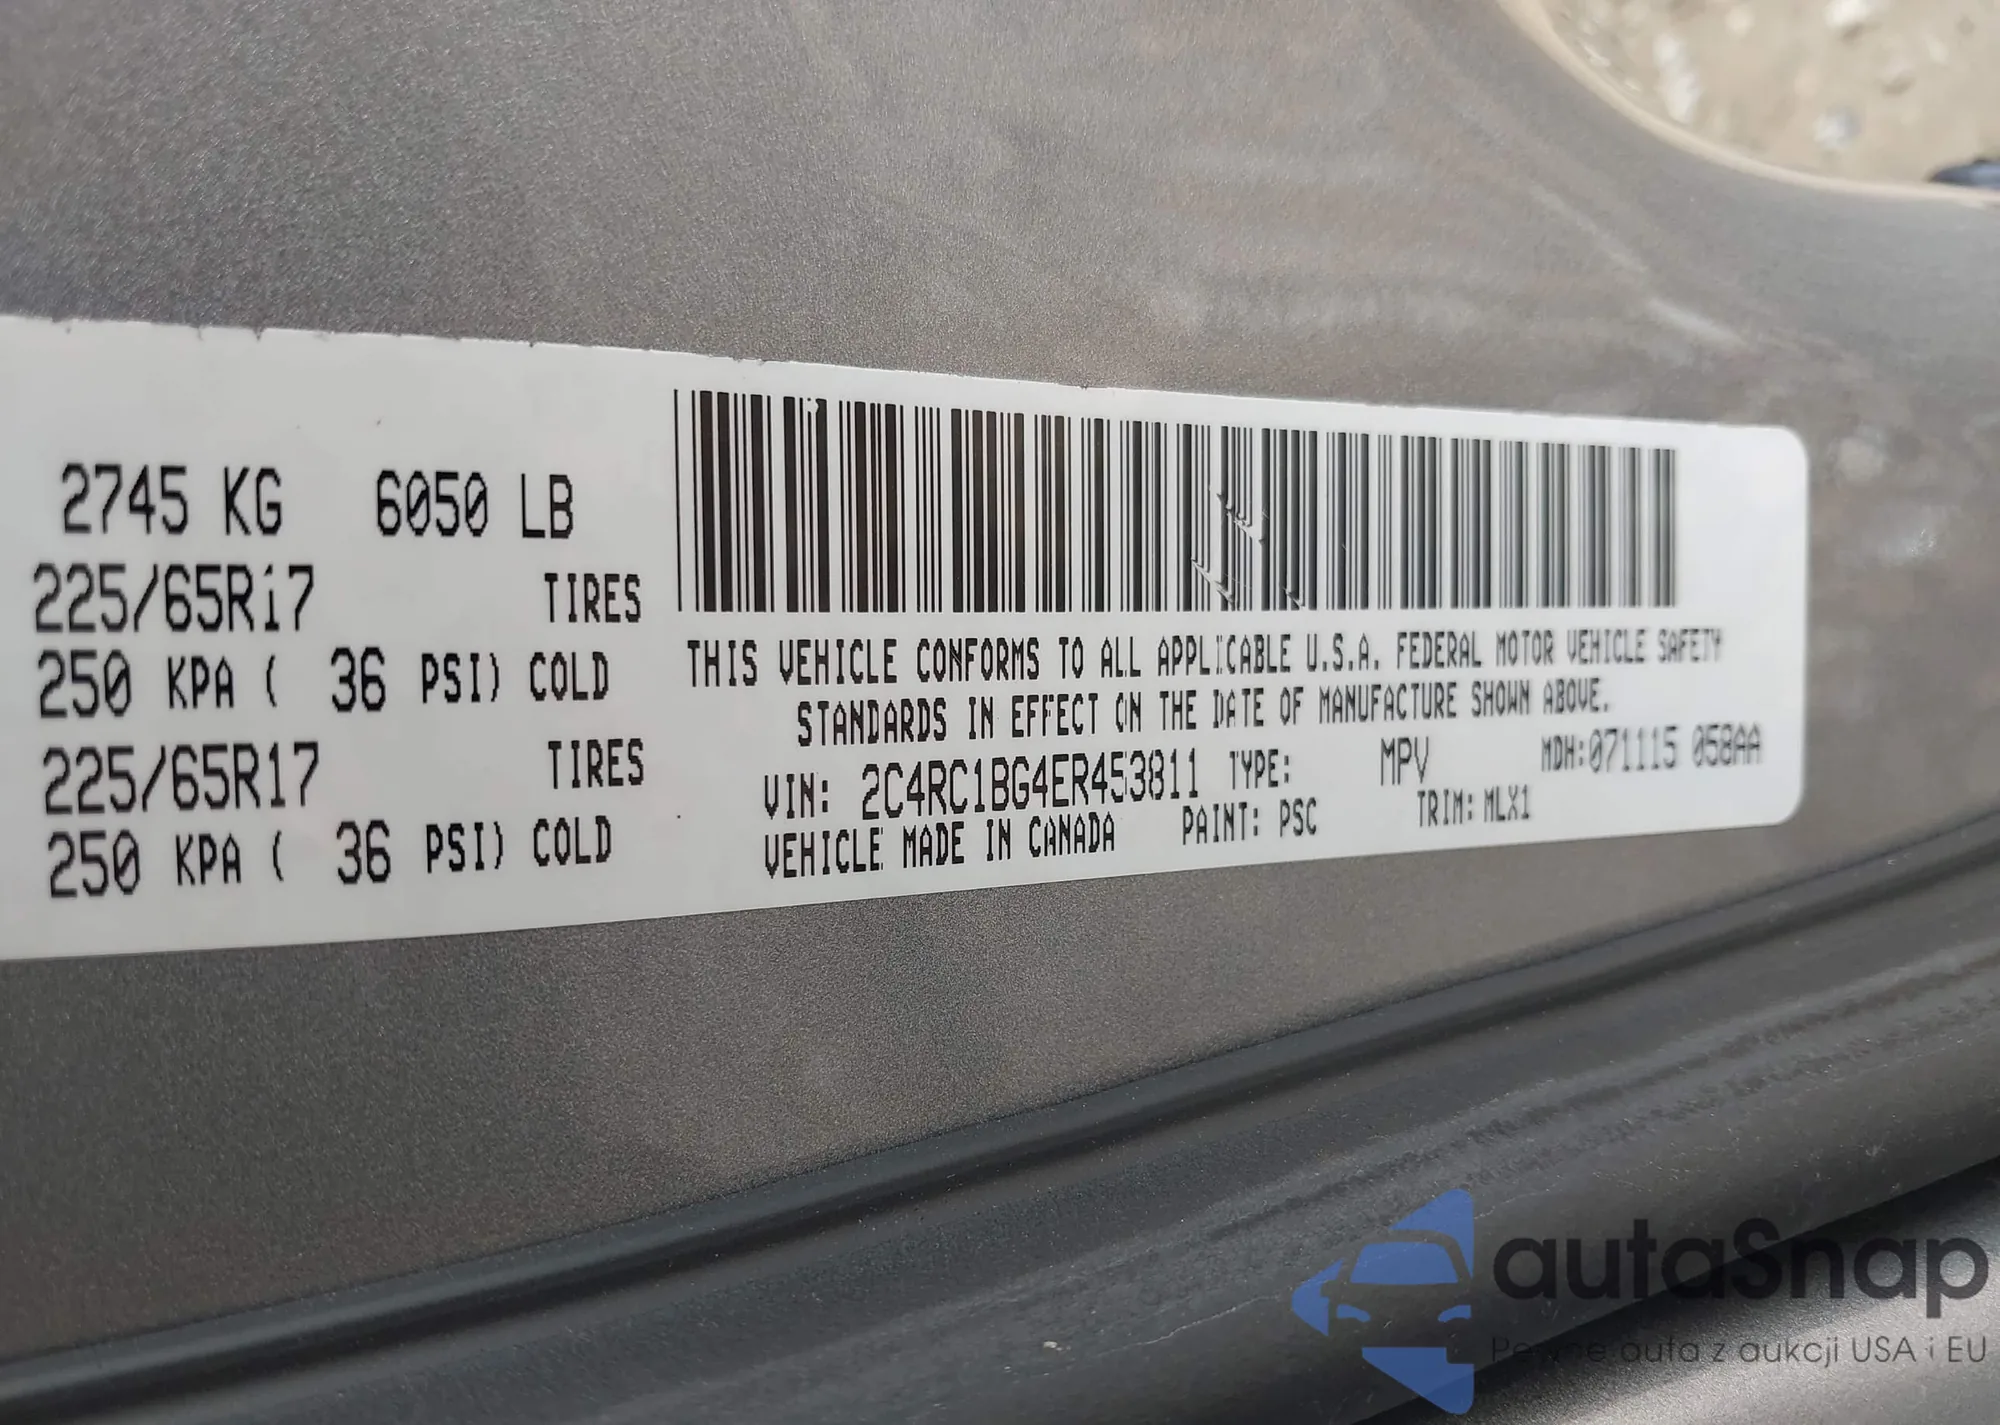 2745 KG 6050 LB
225/65R17 TIRES
250 KPA ( 36 PSI) COLD
225/65R17 TIRES
250 KPA ( 36 PSI) COLD
THIS VEHICLE CONFORMS TO ALL APPLICABLE U.S.A. FEDERAL MOTOR VEHICLE SAFETY
STANDARDS IN EFFECT ON THE DATE OF MANUFACTURE SHOWN ABOVE.
VIN: 2C4RC1BG4ER453811 TYPE: MPV MDH:071115 058AA
VEHICLE MADE IN CANADA PAINT: PSC TRIM: MLX1
autaSnap
Pewne auta z aukcji USA i EU